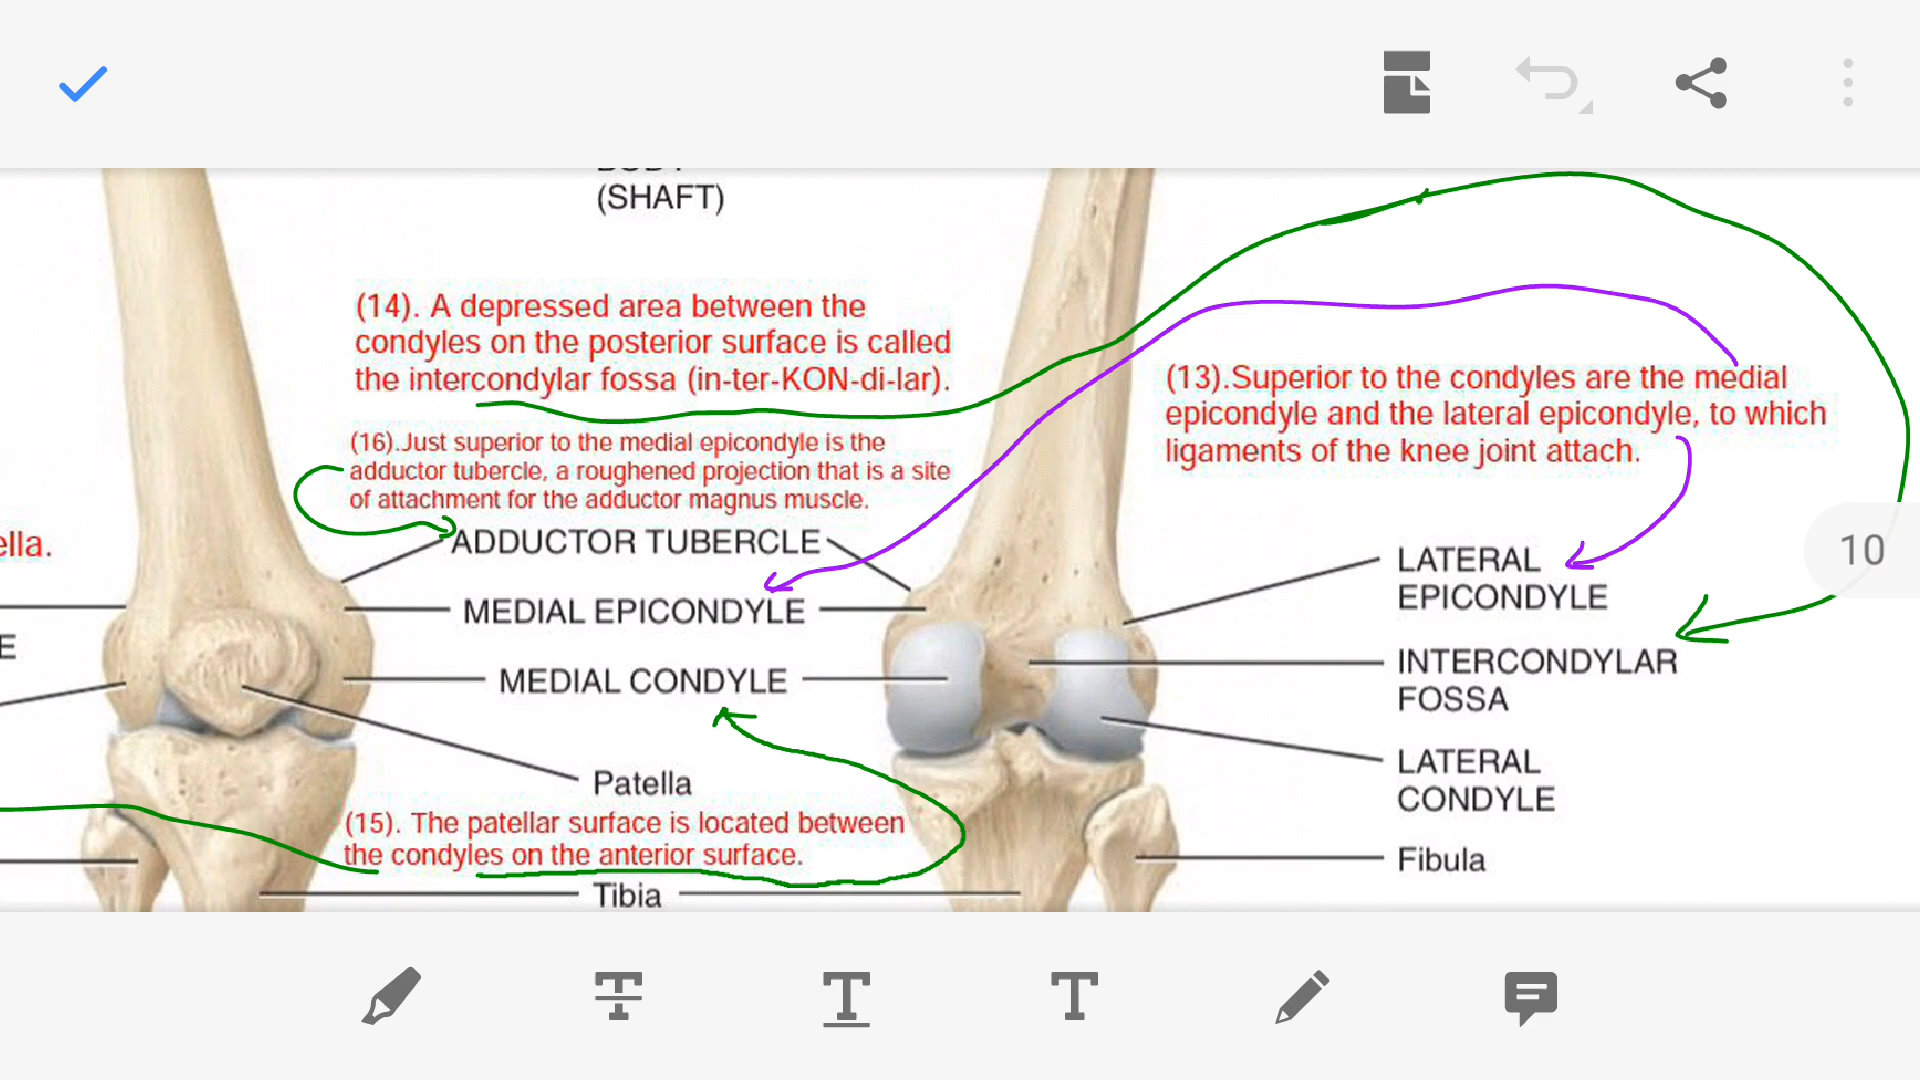 (SHAFT)
(14). A depressed area between the
condyles on the posterior surface is called
the intercondylar fossa (in-ter-KON-di-lar).
(13).Superior to the condyles are the medial
epicondyle and the lateral epicondyle, to which
ligaments of the knee joint attach.
(16).Just superior to the medial epicondyle is the
adductor tubercle, a roughened projection that is a site
of attachment for the adductor magnus muscle.
ella.
ADDUCTOR TUBERCLE
MEDIAL EPICONDYLE
E
MEDIAL CONDYLE
LATERAL
EPICONDYLE
10
INTERCONDYLAR
FOSSA
LATERAL
CONDYLE
Patella
(15). The patellar surface is located between
the condyles on the anterior surface.
Fibula
Tibia